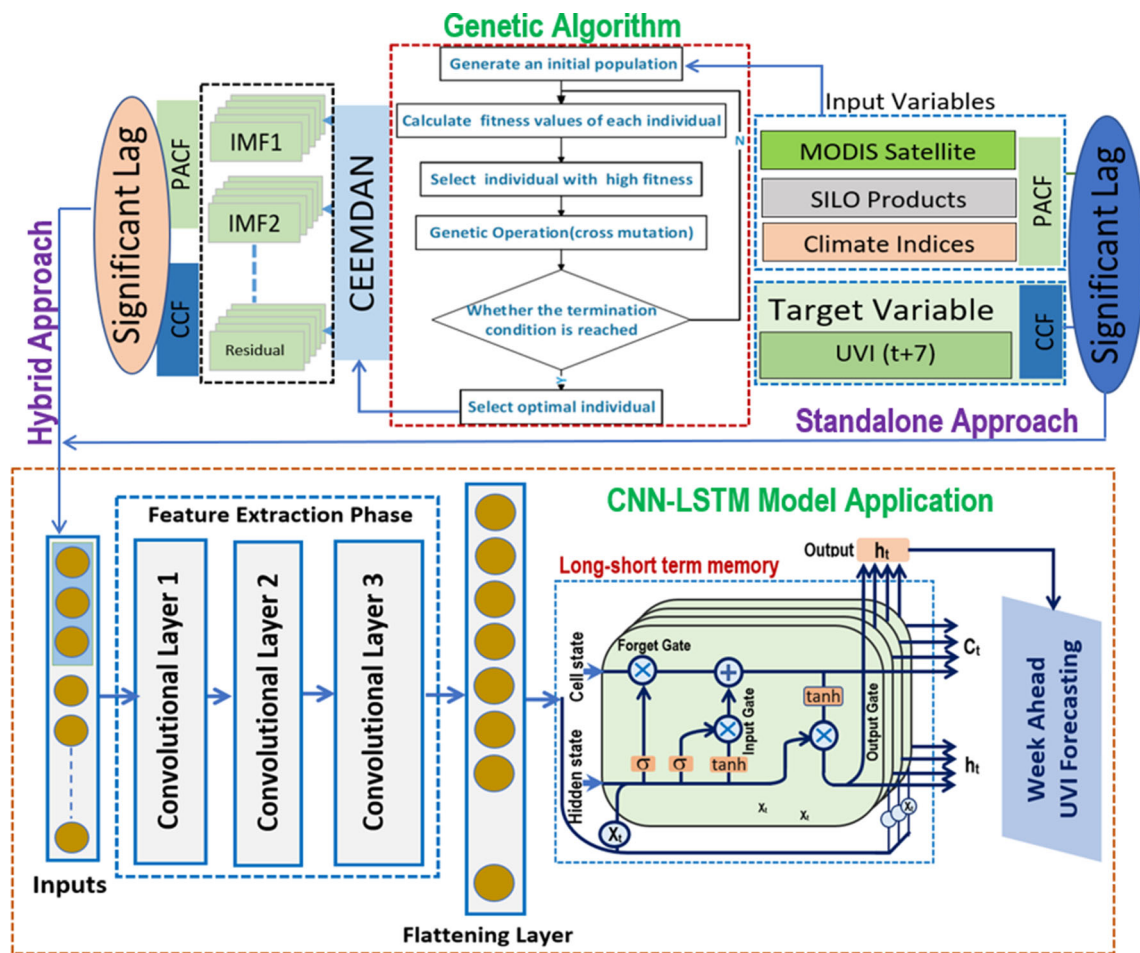 Genetic Algorithm
Generate an initial population
Calculate fitness values of each individual
N
Select individual with high fitness
Genetic Operation(cross mutation)
Whether the termination
condition is reached
Y
Select optimal individual
Significant Lag
PACF
CCF
IMF1
IMF2
Residual
CEEMDAN
Input Variables
MODIS Satellite
SILO Products
Climate Indices
PACF
Target Variable
UVI (t+7)
CCF
Significant Lag
Hybrid Approach
Standalone Approach
CNN-LSTM Model Application
Feature Extraction Phase
Convolutional Layer 1
Convolutional Layer 2
Convolutional Layer 3
Inputs
Flattening Layer
Long-short term memory
Output
ht
Cell state
Forget Gate
Input Gate
Output Gate
tanh
Hidden state
σ
σ
tanh
Xt
Xt
Xt
Xt
Ct
ht
Week Ahead
UVI Forecasting